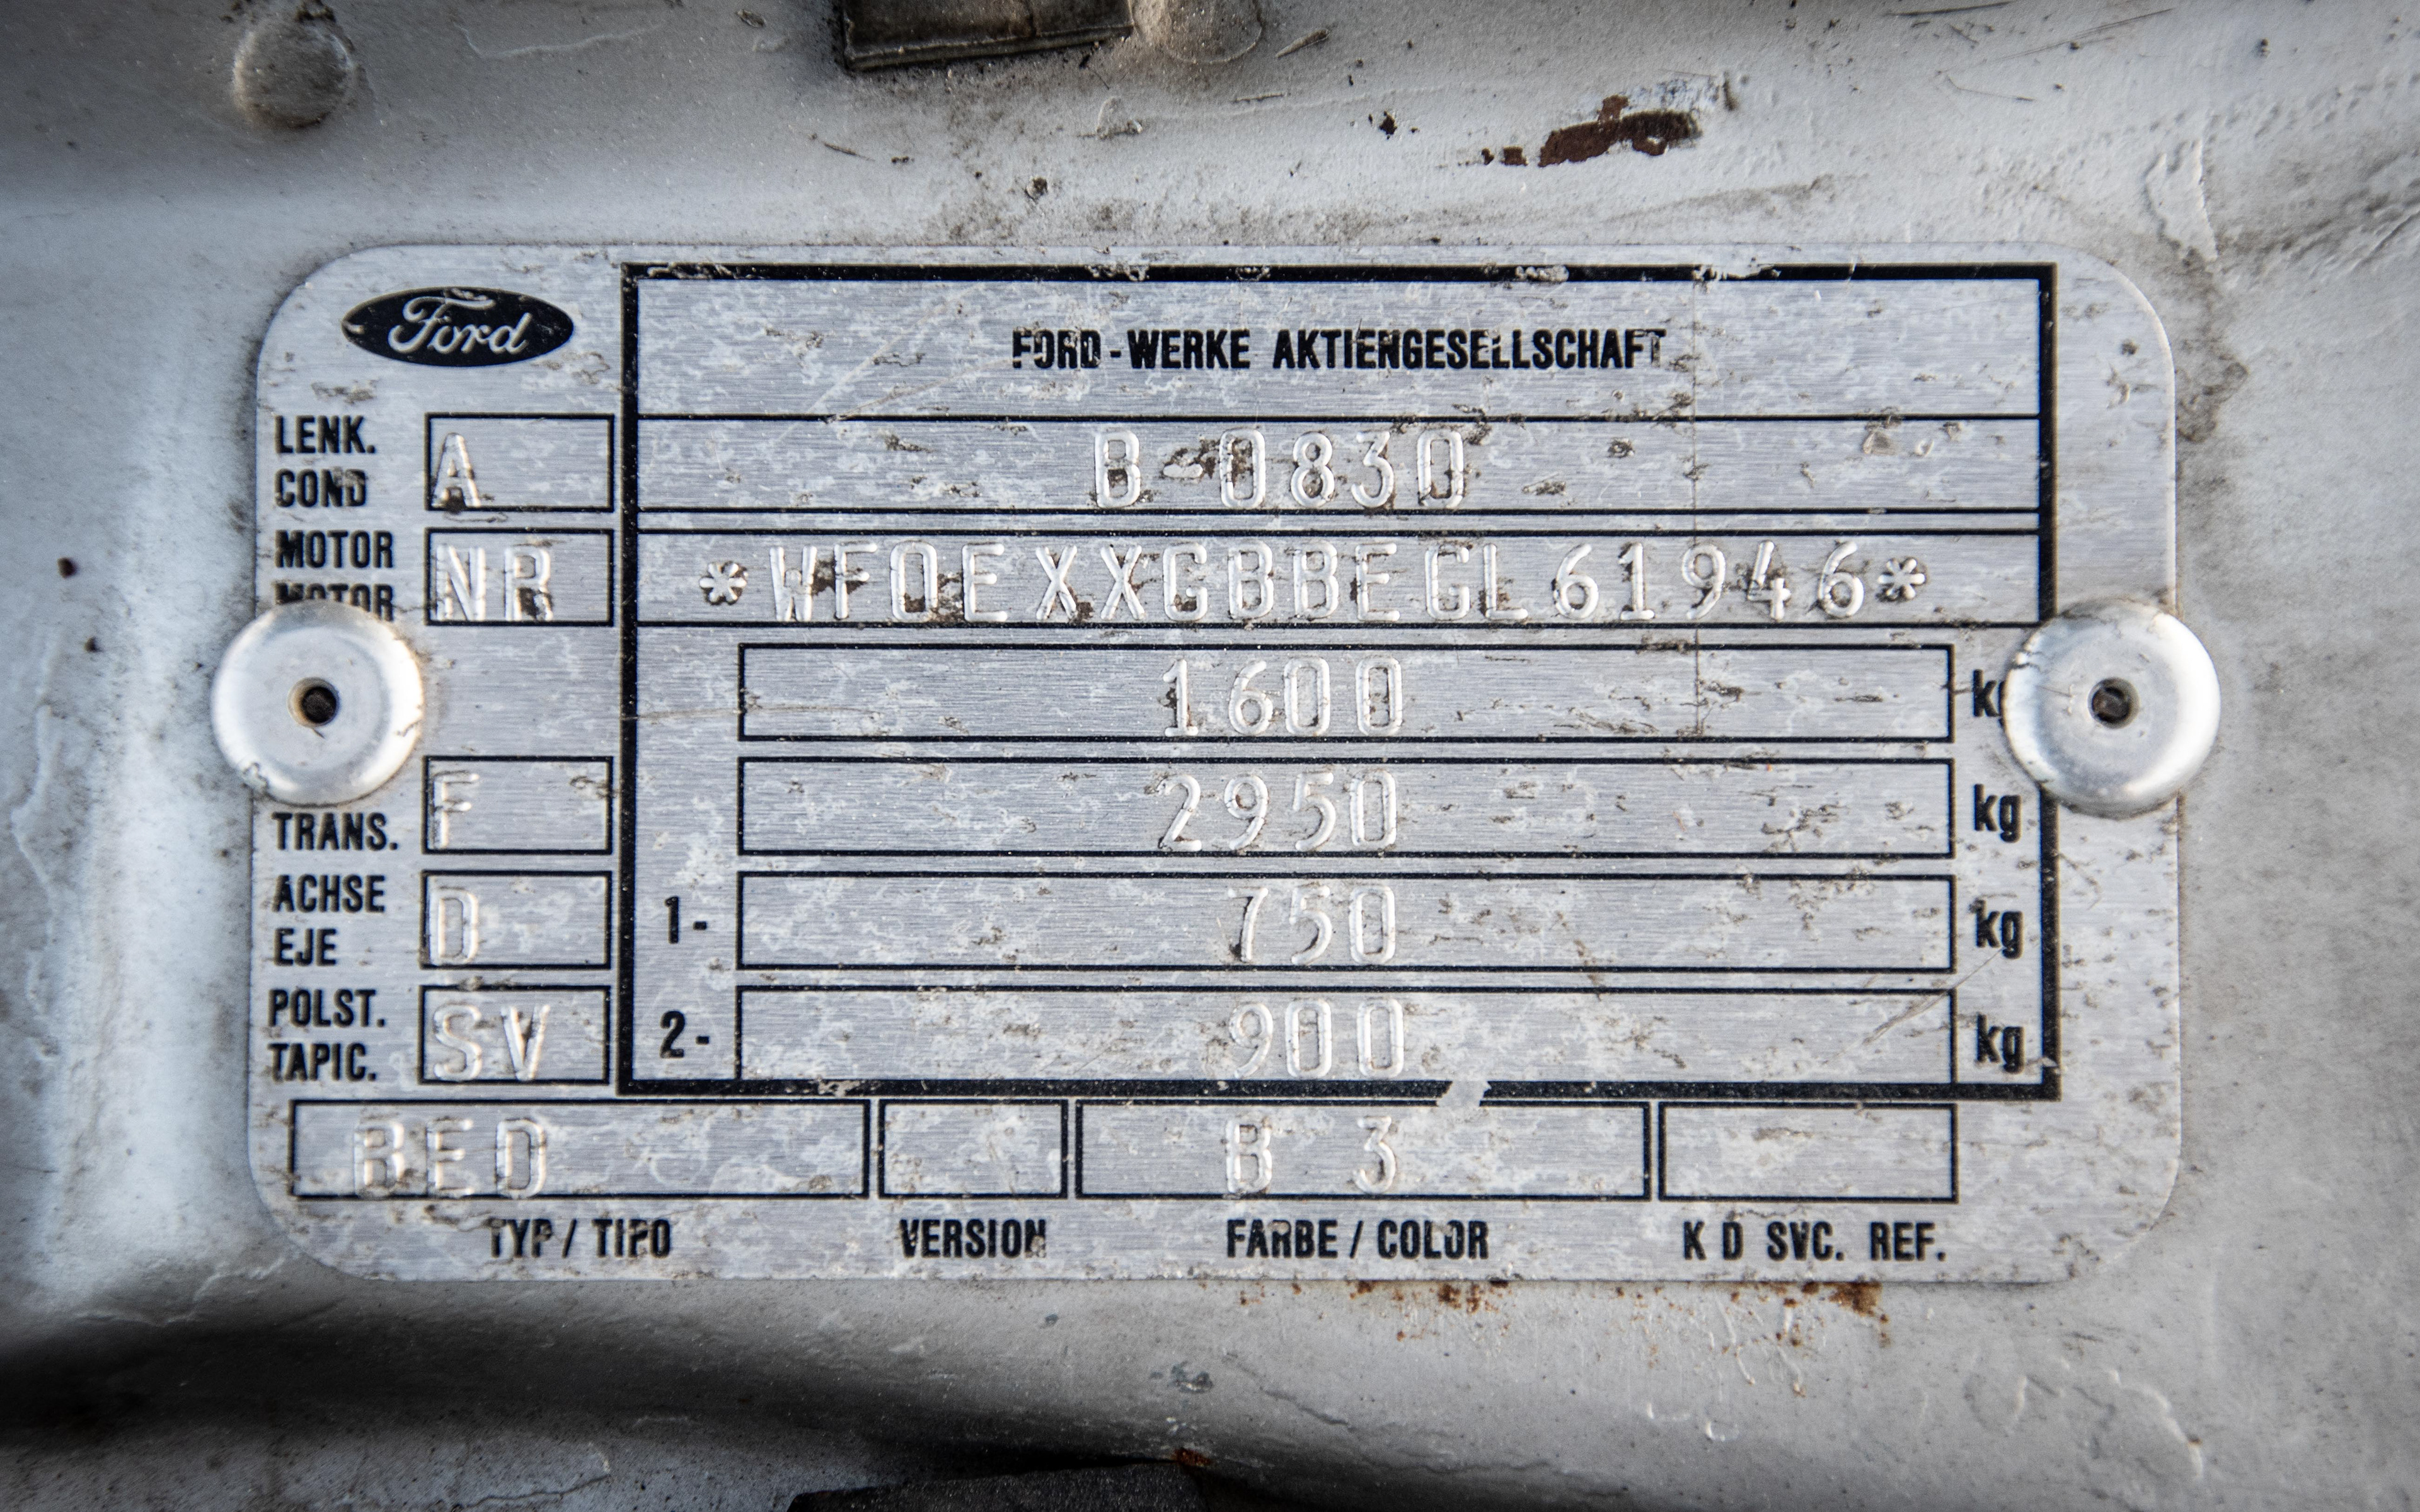 Ford
FORD-WERKE AKTIENGESELLSCHAFT
LENK.
COND
A
B-0830
MOTOR
MOTOR
NR
*WF0EXXGBBEGL61946*
1600
kg
TRANS.
F
2950 kg
ACHSE
EJE
D
1- 750 kg
POLST.
TAPIC.
SV
2- 900 kg
BED
B 3
TYP / TIPO
VERSION
FARBE / COLOR
K D SVC. REF.